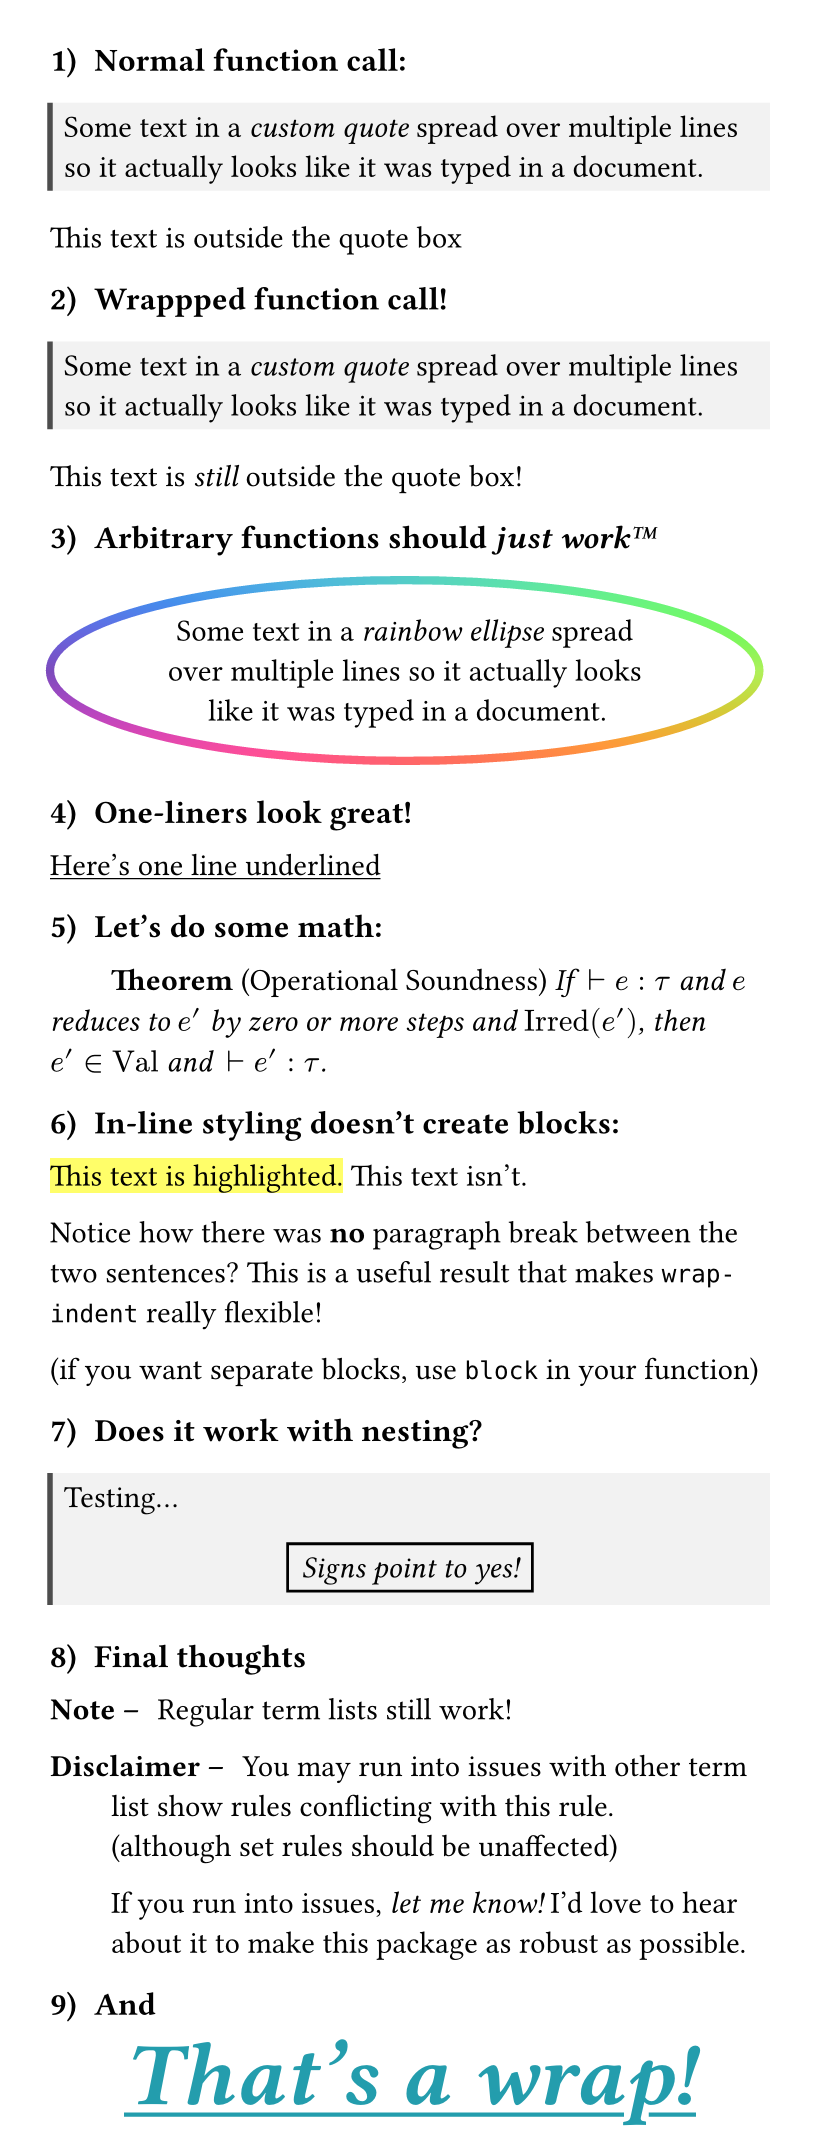 1) Normal function call:
Some text in a custom quote spread over multiple lines
so it actually looks like it was typed in a document.
This text is outside the quote box
2) Wrappped function call!
Some text in a custom quote spread over multiple lines
so it actually looks like it was typed in a document.
This text is still outside the quote box!
3) Arbitrary functions should just work™
Some text in a rainbow ellipse spread
over multiple lines so it actually looks
like it was typed in a document.
4) One-liners look great!
Here’s one line underlined
5) Let’s do some math:
Theorem (Operational Soundness) If ⊢ e : τ and e
reduces to e′ by zero or more steps and Irred(e′), then
e′ ∈ Val and ⊢ e′ : τ.
6) In-line styling doesn’t create blocks:
This text is highlighted. This text isn’t.
Notice how there was no paragraph break between the
two sentences? This is a useful result that makes wrap-
indent really flexible!
(if you want separate blocks, use block in your function)
7) Does it work with nesting?
Testing…
Signs point to yes!
8) Final thoughts
Note – Regular term lists still work!
Disclaimer – You may run into issues with other term
list show rules conflicting with this rule.
(although set rules should be unaffected)
If you run into issues, let me know! I’d love to hear
about it to make this package as robust as possible.
9) And
That’s a wrap!